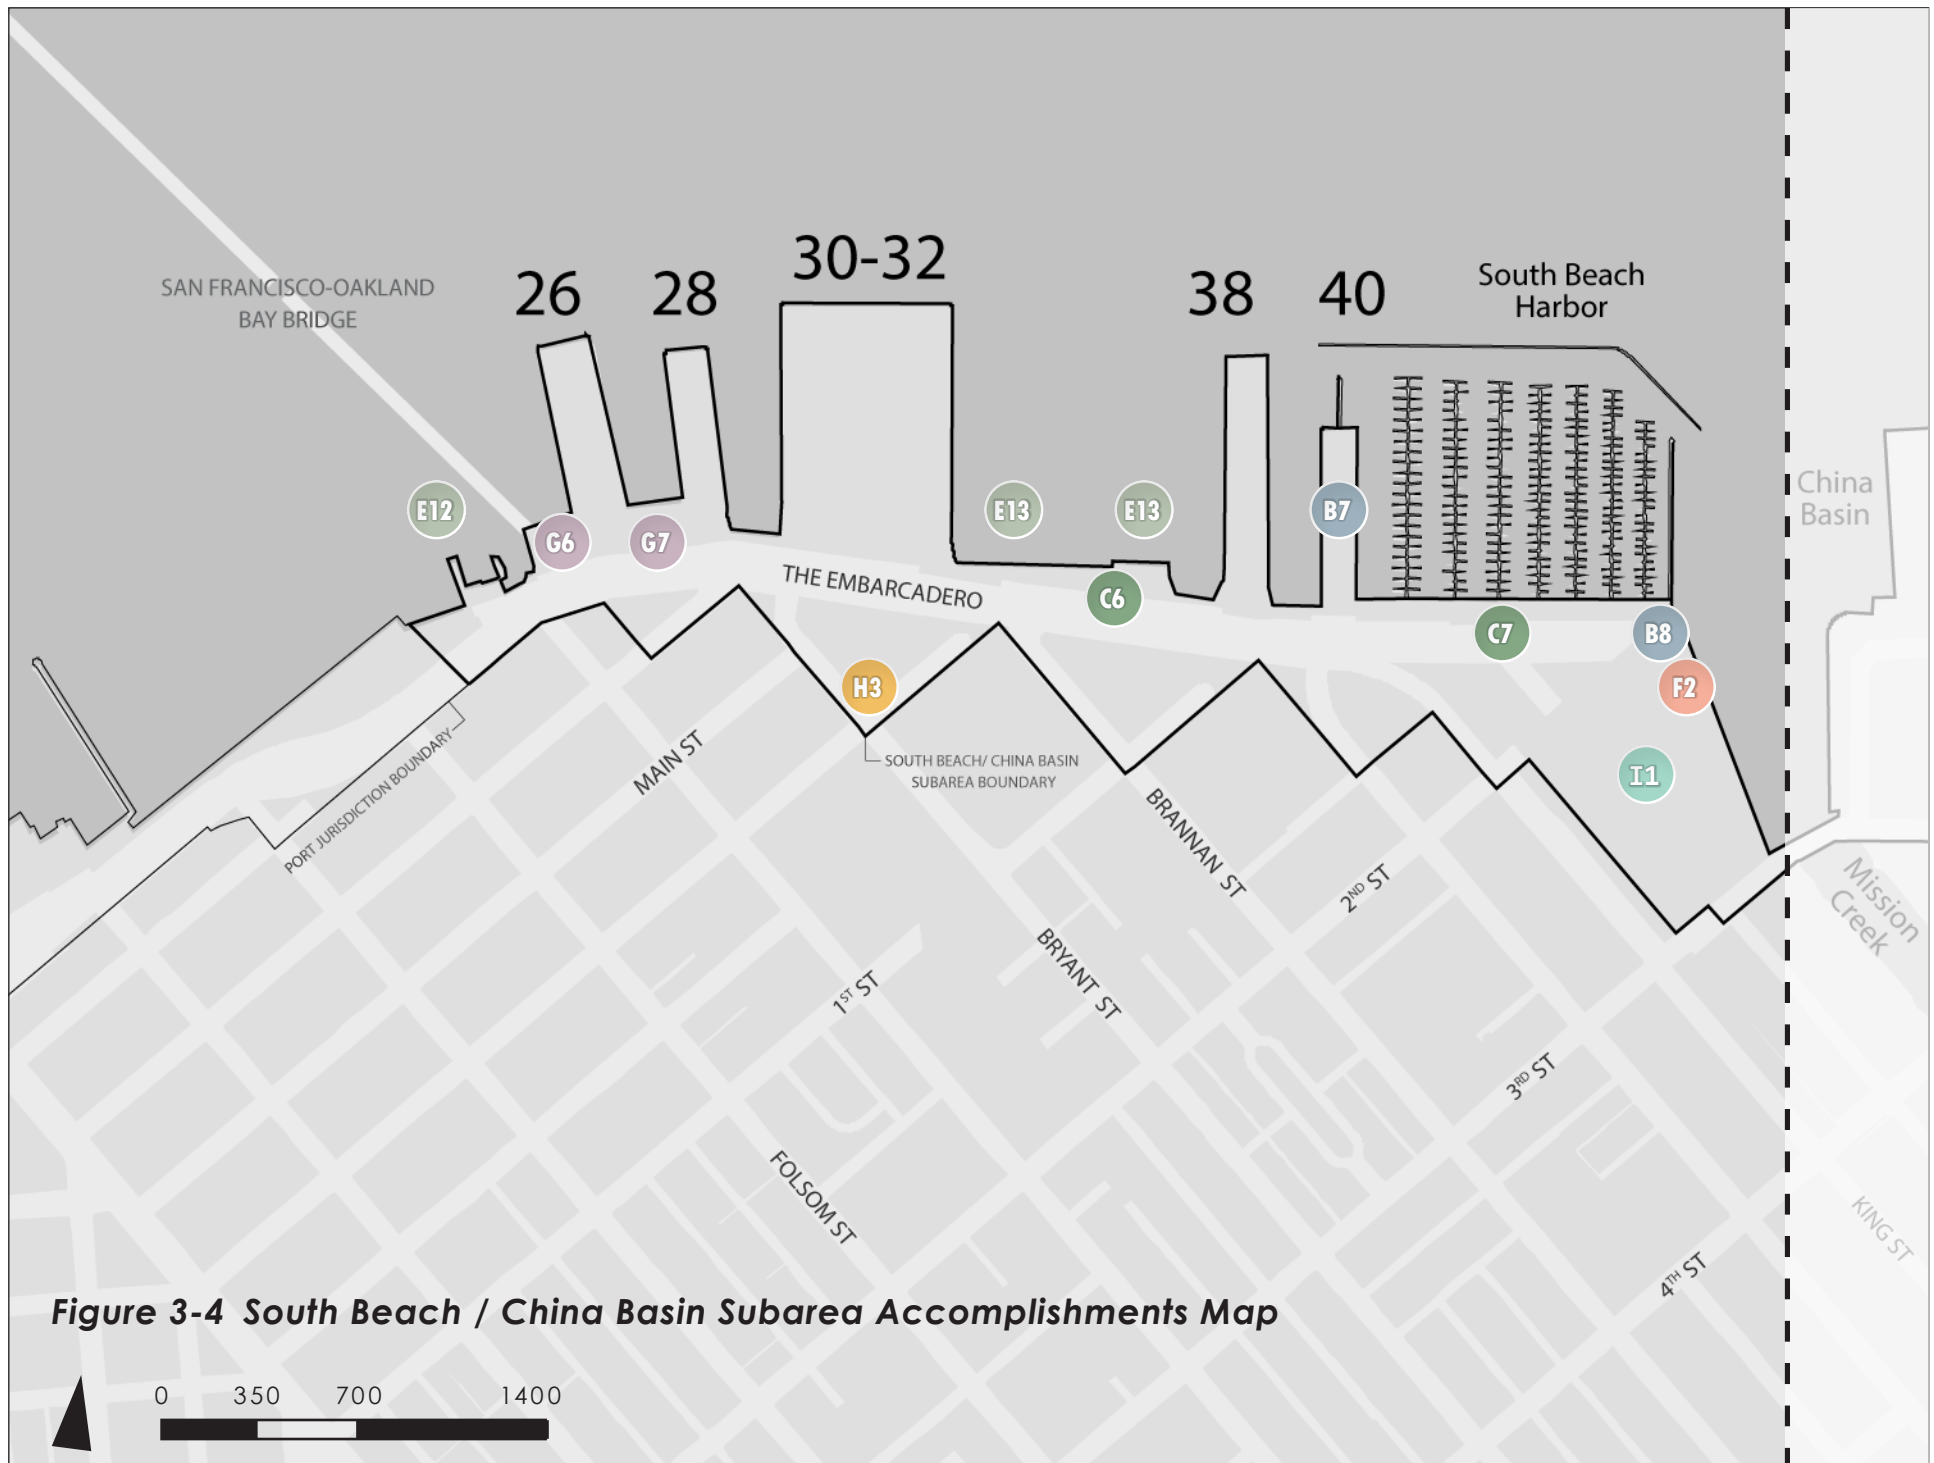 30-32
26
28
38
40
South Beach
Harbor
SAN FRANCISCO-OAKLAND
BAY BRIDGE
China
Basin
E12
E13
E13
B7
G6
G7
THE EMBARCADERO
C6
C7
B8
H3
F2
PORT JURISDICTION BOUNDARY
MAIN ST
SOUTH BEACH/ CHINA BASIN
SUBAREA BOUNDARY
I1
BRANNAN ST
2ND ST
Mission
Creek
1ST ST
BRYANT ST
3RD ST
FOLSOM ST
KING ST
4TH ST
Figure 3-4 South Beach / China Basin Subarea Accomplishments Map
0 350 700 1400